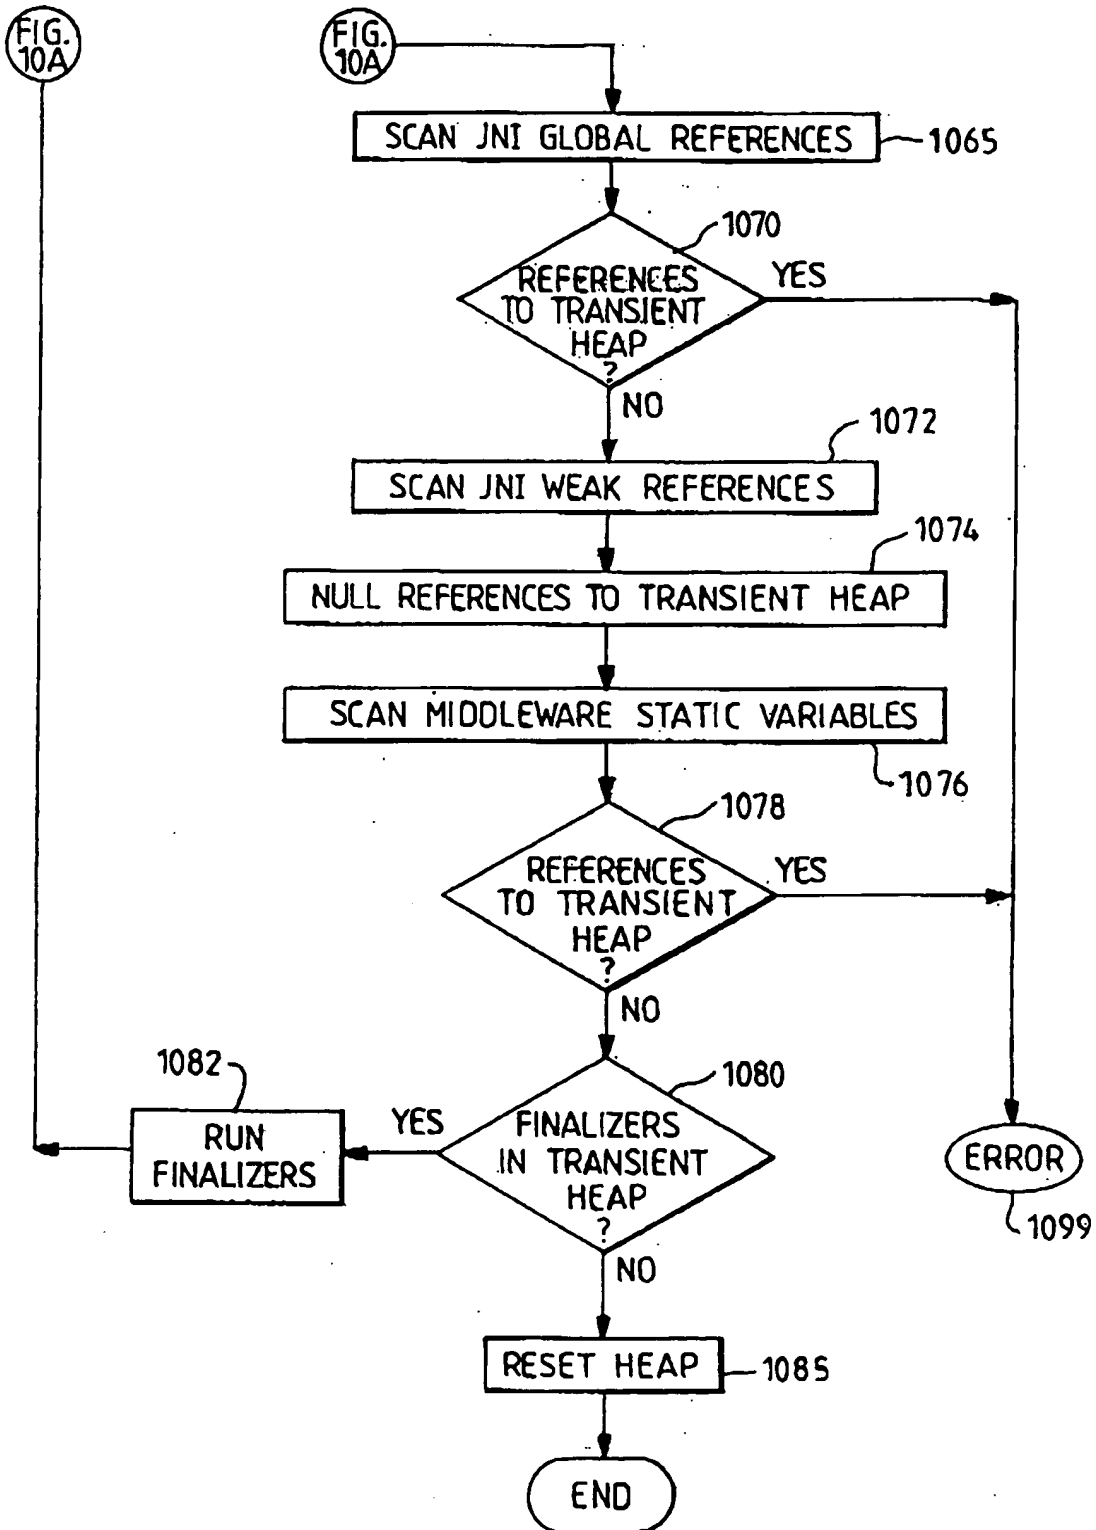 FIG.
10A
FIG.
10A
SCAN JNI GLOBAL REFERENCES
1065
1070
REFERENCES
TO TRANSIENT
HEAP
?
YES
NO
1072
SCAN JNI WEAK REFERENCES
1074
NULL REFERENCES TO TRANSIENT HEAP
SCAN MIDDLEWARE STATIC VARIABLES
1076
1078
REFERENCES
TO TRANSIENT
HEAP
?
YES
NO
1082
1080
RUN
FINALIZERS
YES
FINALIZERS
IN TRANSIENT
HEAP
?
ERROR
1099
NO
RESET HEAP
1085
END